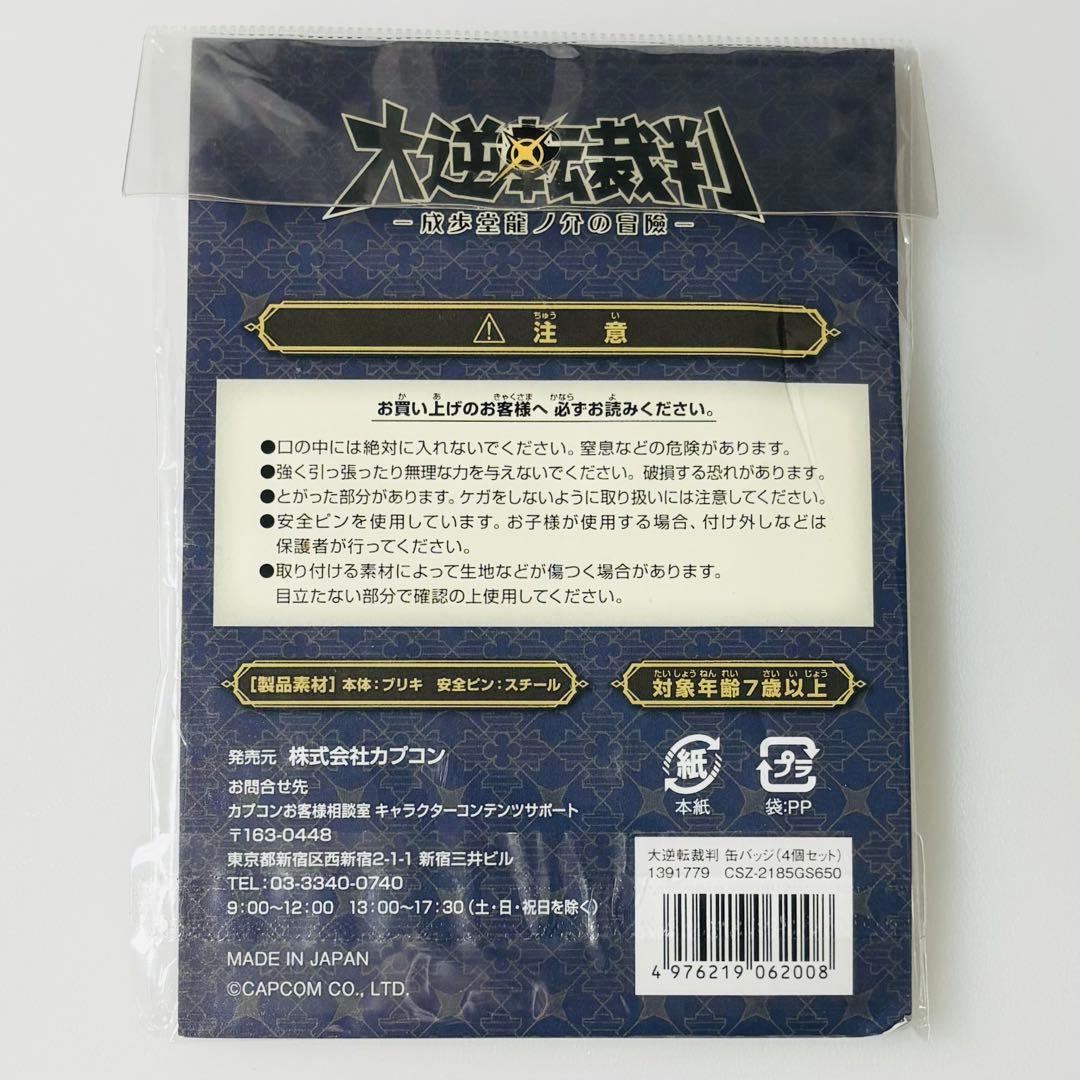 大逆転裁判
－成歩堂龍ノ介の冒險－
⚠ 注意
お買い上げのお客様へ 必ずお読みください。
●口の中には絶対に入れないでください。窒息などの危険があります。
●強く引っ張ったり無理な力を与えないでください。破損する恐れがあります。
●とがった部分があります。ケガをしないように取り扱いには注意してください。
●安全ピンを使用しています。お子様が使用する場合、付け外しなどは
保護者が行ってください。
●取り付ける素材によって生地などが傷つく場合があります。
目立たない部分で確認の上使用してください。
[製品素材] 本体:ブリキ 安全ピン:スチール
対象年齢7歳以上
発売元 株式会社カプコン
お問合せ先
カプコンお客様相談室 キャラクターコンテンツサポート
〒163-0448
東京都新宿区西新宿2-1-1 新宿三井ビル
TEL:03-3340-0740
9:00~12:00 13:00~17:30(土・日・祝日を除く)
MADE IN JAPAN
©CAPCOM CO., LTD.
紙
本紙
プラ
袋:PP
大逆転裁判 缶バッジ(4個セット)
1391779 CSZ-2185GS650
4 976219 062008